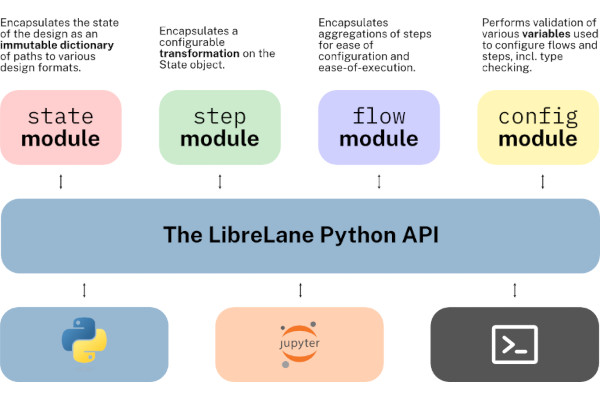 Encapsulates the state
of the design as an
immutable dictionary
of paths to various
design formats.
Encapsulates a
configurable
transformation on the
State object.
Encapsulates
aggregations of steps
for ease of
configuration and
ease-of-execution.
Performs validation of
various variables used
to configure flows and
steps, incl. type
checking.
state
module
step
module
flow
module
config
module
The LibreLane Python API
jupyter
>_